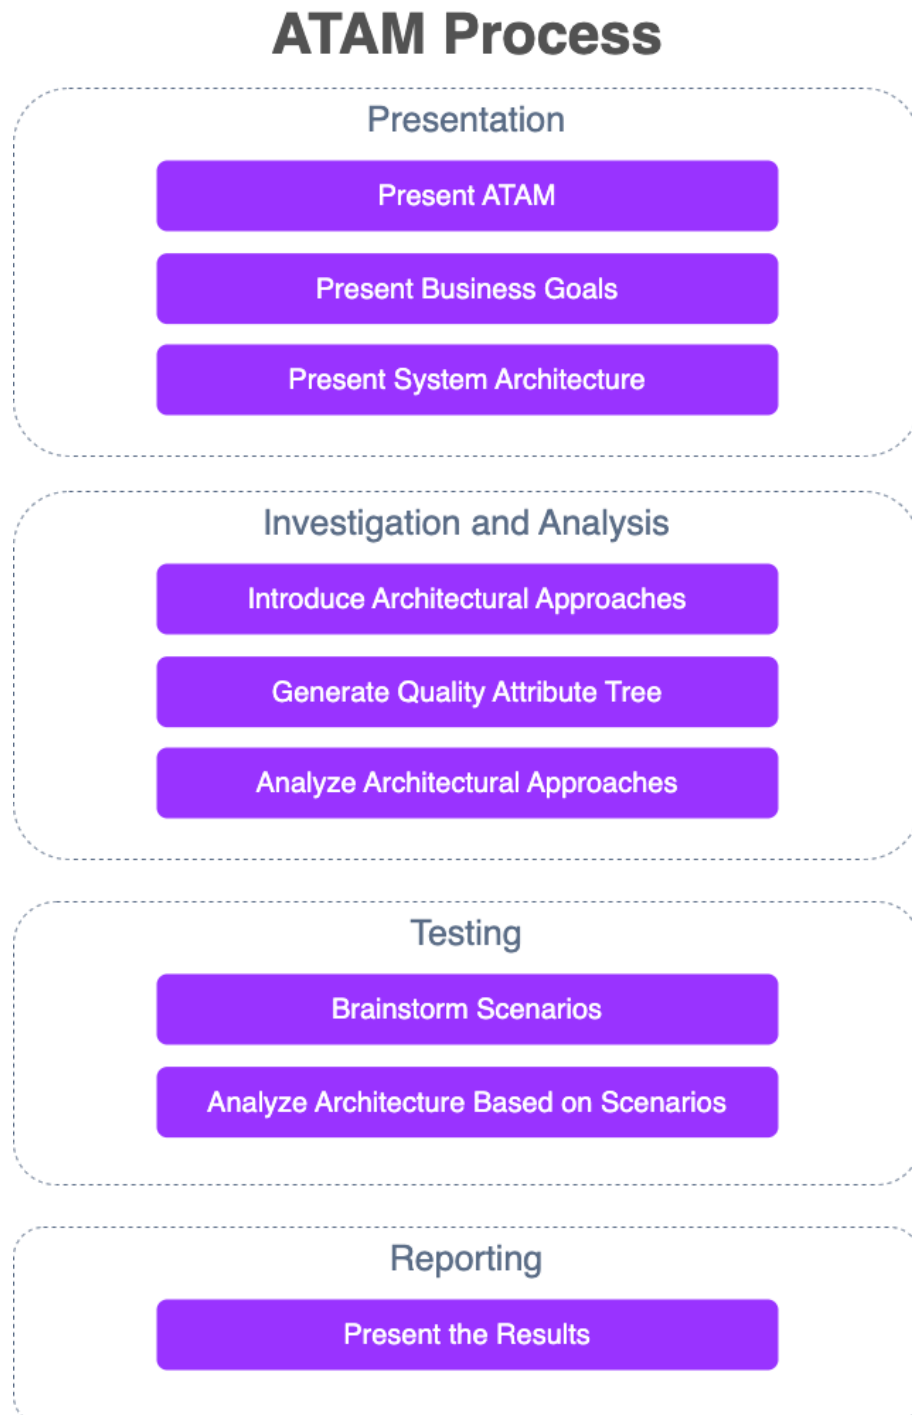 ATAM Process
Presentation
Present ATAM
Present Business Goals
Present System Architecture
Investigation and Analysis
Introduce Architectural Approaches
Generate Quality Attribute Tree
Analyze Architectural Approaches
Testing
Brainstorm Scenarios
Analyze Architecture Based on Scenarios
Reporting
Present the Results